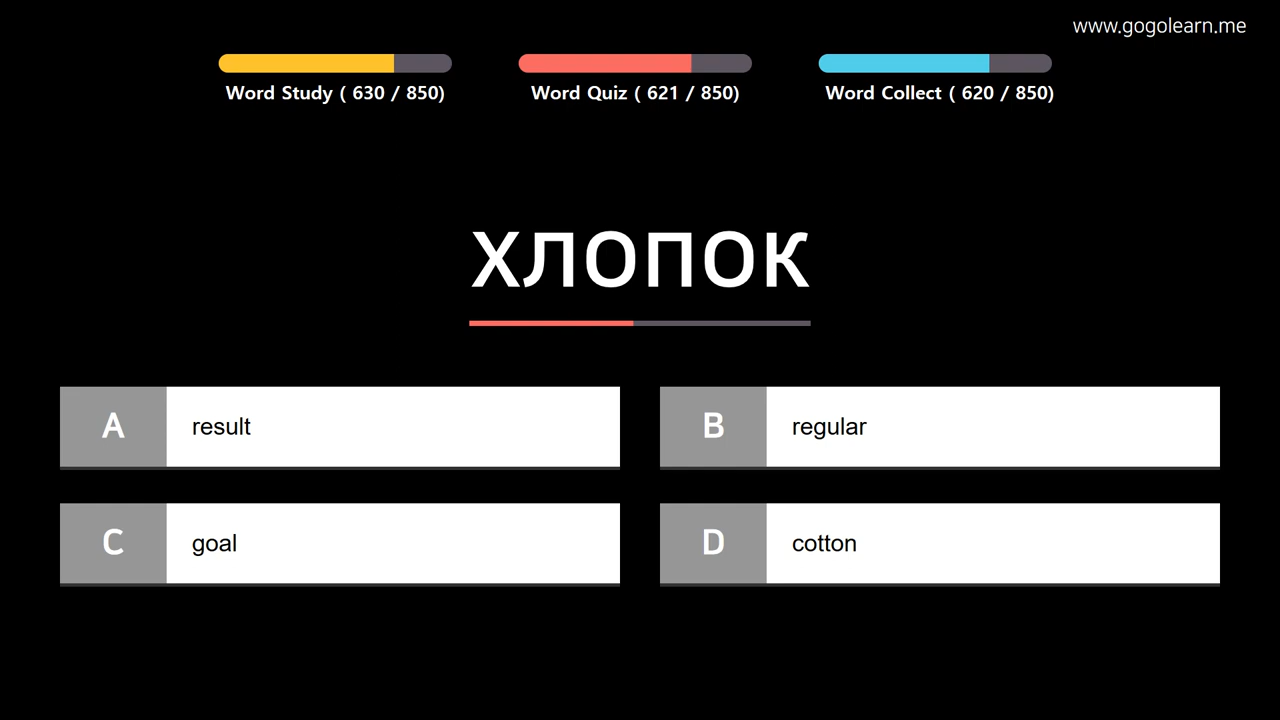 www.gogolearn.me
Word Study ( 630 / 850)
Word Quiz ( 621 / 850)
Word Collect ( 620 / 850)
хлопок
A result
B regular
C goal
D cotton